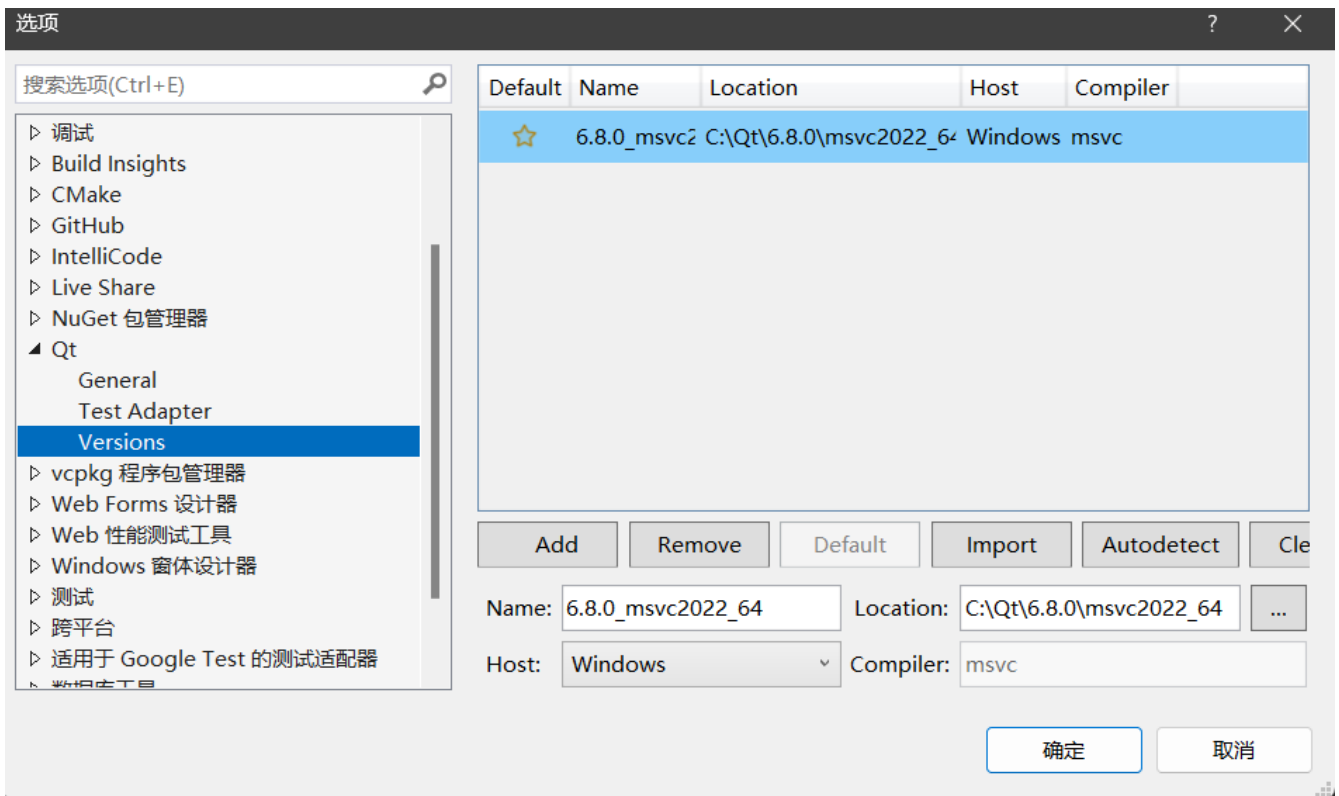 选项
搜索选项(Ctrl+E)
调试
Build Insights
CMake
GitHub
IntelliCode
Live Share
NuGet 包管理器
Qt
General
Test Adapter
Versions
vcpkg 程序包管理器
Web Forms 设计器
Web 性能测试工具
Windows 窗体设计器
测试
跨平台
适用于 Google Test 的测试适配器
数据库工具
Default Name Location Host Compiler
6.8.0_msvc2 C:\Qt\6.8.0\msvc2022_64 Windows msvc
Add Remove Default Import Autodetect Cle
Name: 6.8.0_msvc2022_64 Location: C:\Qt\6.8.0\msvc2022_64 ...
Host: Windows Compiler: msvc
确定 取消